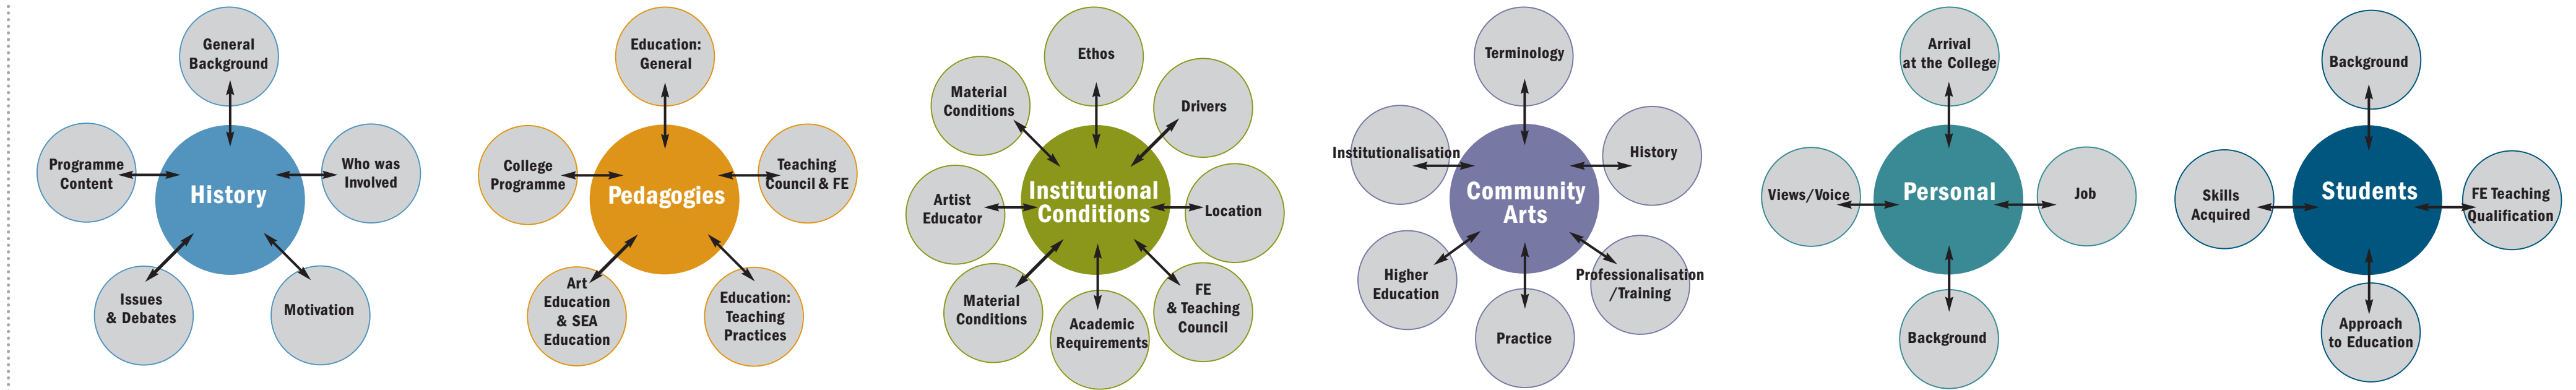 General
Background
Programme
Content
History
Who was
Involved
Issues
& Debates
Motivation
Education:
General
College
Programme
Pedagogies
Teaching
Council & FE
Art
Education
& SEA
Education
Education:
Teaching
Practices
Ethos
Material
Conditions
Drivers
Artist
Educator
Institutional
Conditions
Location
Material
Conditions
Academic
Requirements
FE
& Teaching
Council
Terminology
Institutionalisation
History
Community
Arts
Higher
Education
Practice
Professionalisation
/Training
Arrival
at the College
Views/Voice
Personal
Job
Background
Background
Skills
Acquired
Students
FE Teaching
Qualification
Approach
to Education